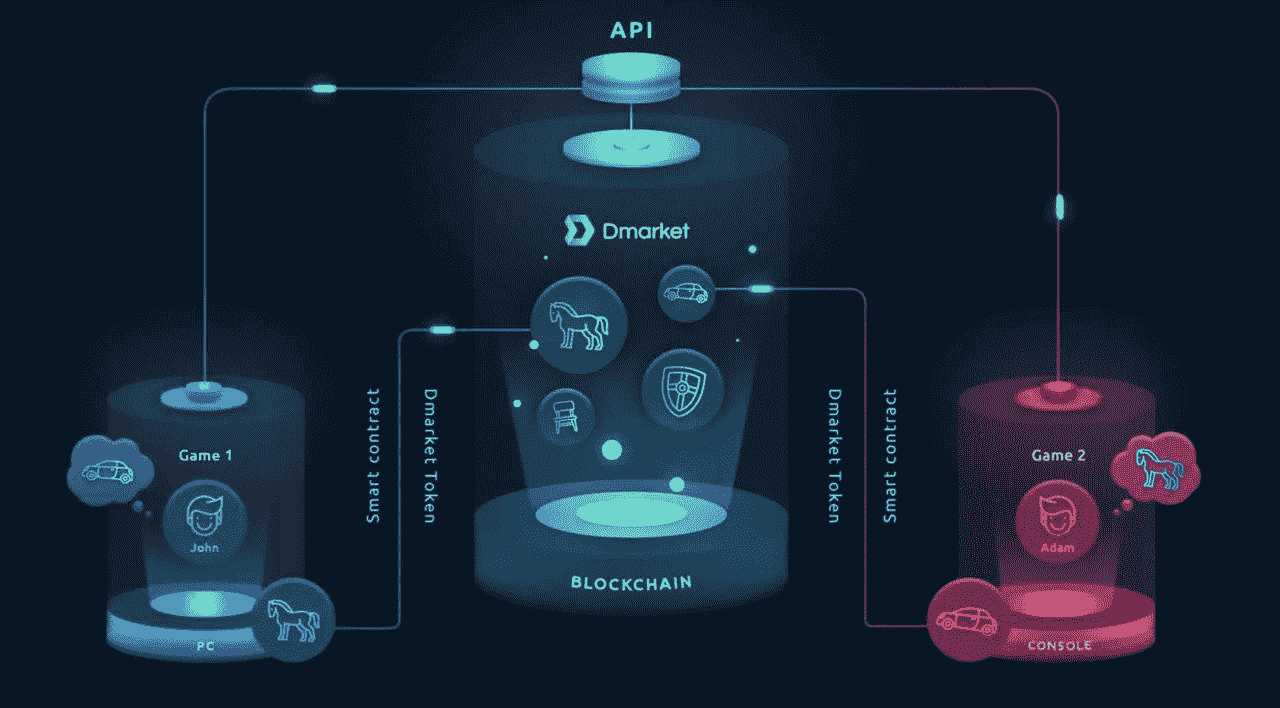 API
Dmarket
Game 1
John
PC
Smart contract
Dmarket Token
BLOCKCHAIN
Dmarket Token
Smart contract
Game 2
Adam
CONSOLE